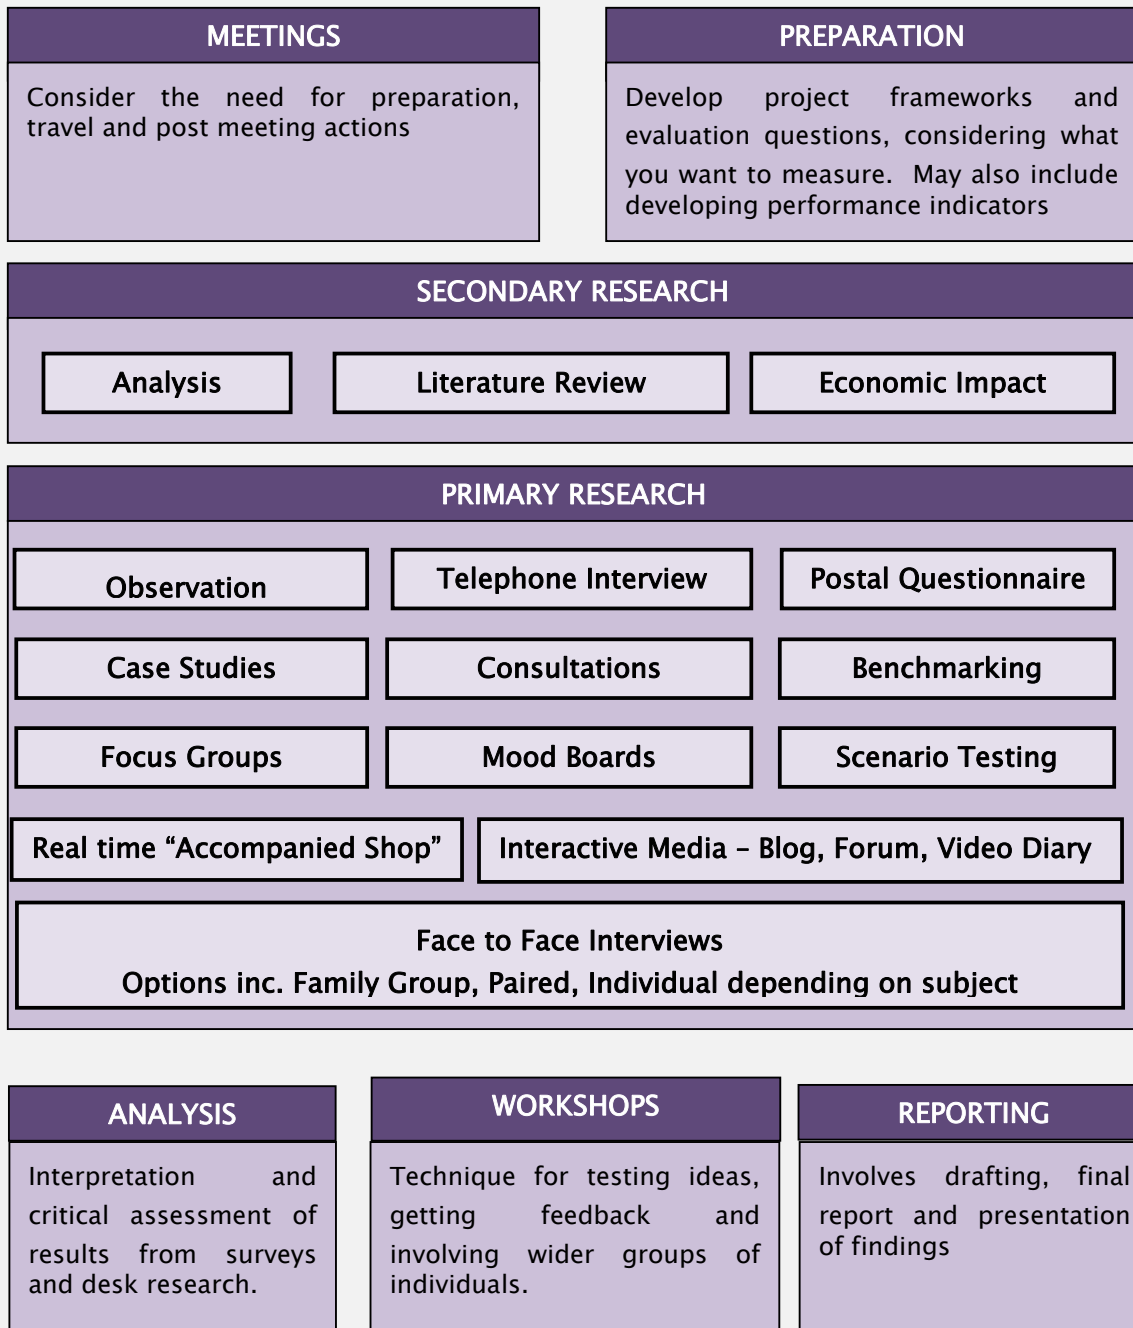 MEETINGS
Consider the need for preparation,
travel and post meeting actions
PREPARATION
Develop project frameworks and
evaluation questions, considering what
you want to measure. May also include
developing performance indicators
SECONDARY RESEARCH
Analysis
Literature Review
Economic Impact
PRIMARY RESEARCH
Observation
Telephone Interview
Postal Questionnaire
Case Studies
Consultations
Benchmarking
Focus Groups
Mood Boards
Scenario Testing
Real time “Accompanied Shop”
Interactive Media – Blog, Forum, Video Diary
Face to Face Interviews
Options inc. Family Group, Paired, Individual depending on subject
ANALYSIS
Interpretation and
critical assessment of
results from surveys
and desk research.
WORKSHOPS
Technique for testing ideas,
getting feedback and
involving wider groups of
individuals.
REPORTING
Involves drafting, final
report and presentation
of findings